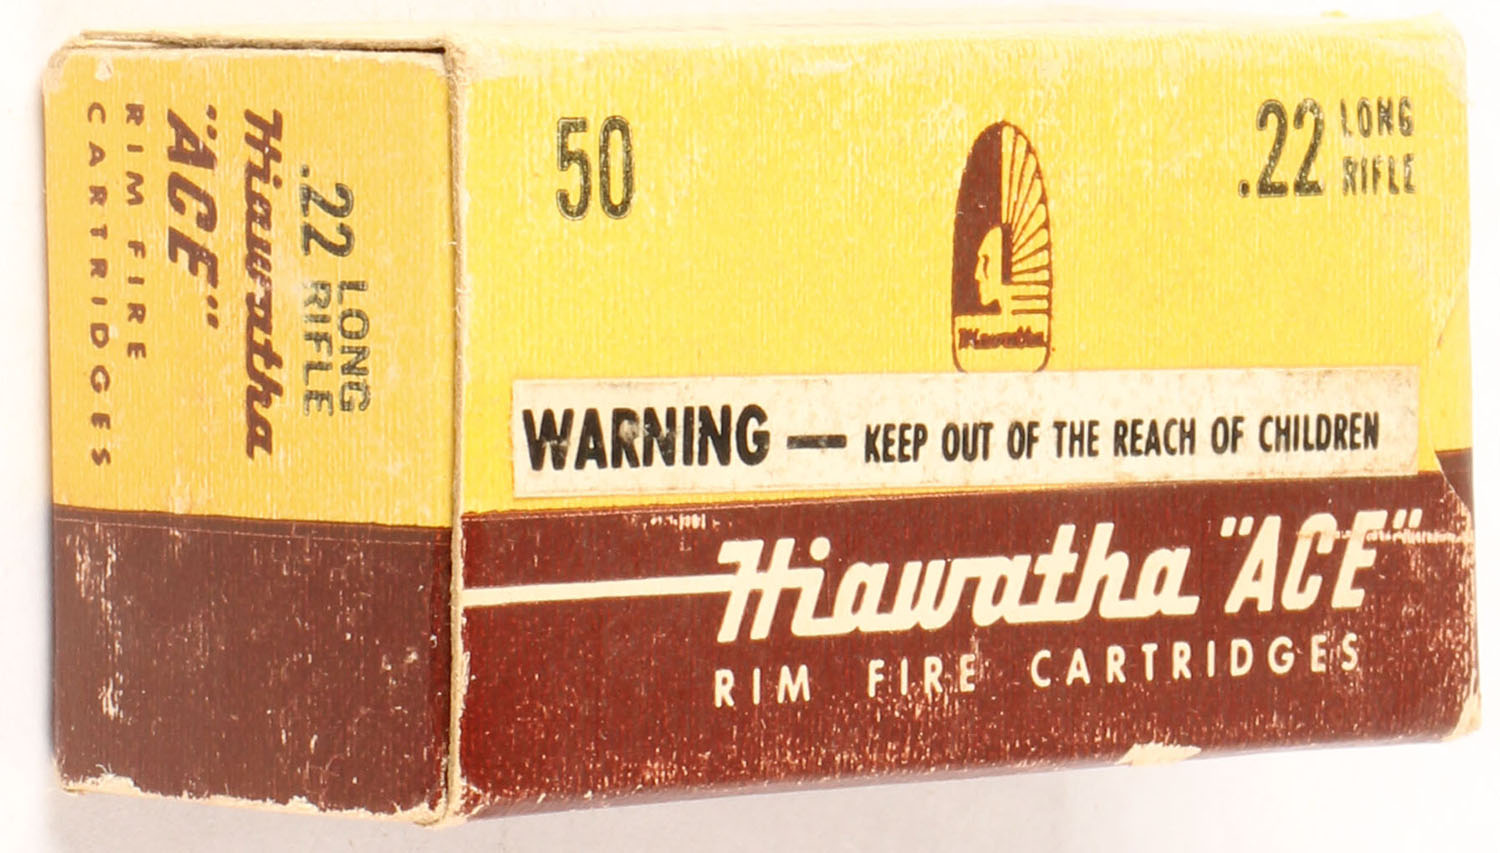 .22 LONG
RIFLE
Hiawatha
"ACE"
RIM FIRE
CARTRIDGES
50
.22 LONG
RIFLE
Hiawatha
WARNING — KEEP OUT OF THE REACH OF CHILDREN
Hiawatha "ACE"
RIM FIRE CARTRIDGES